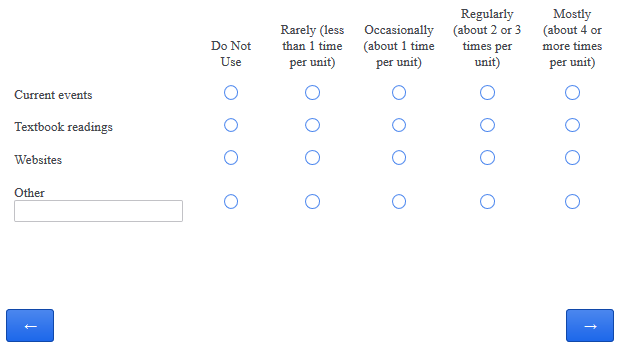 Do Not Use
Rarely (less than 1 time per unit)
Occasionally (about 1 time per unit)
Regularly (about 2 or 3 times per unit)
Mostly (about 4 or more times per unit)
Current events
Textbook readings
Websites
Other
← →